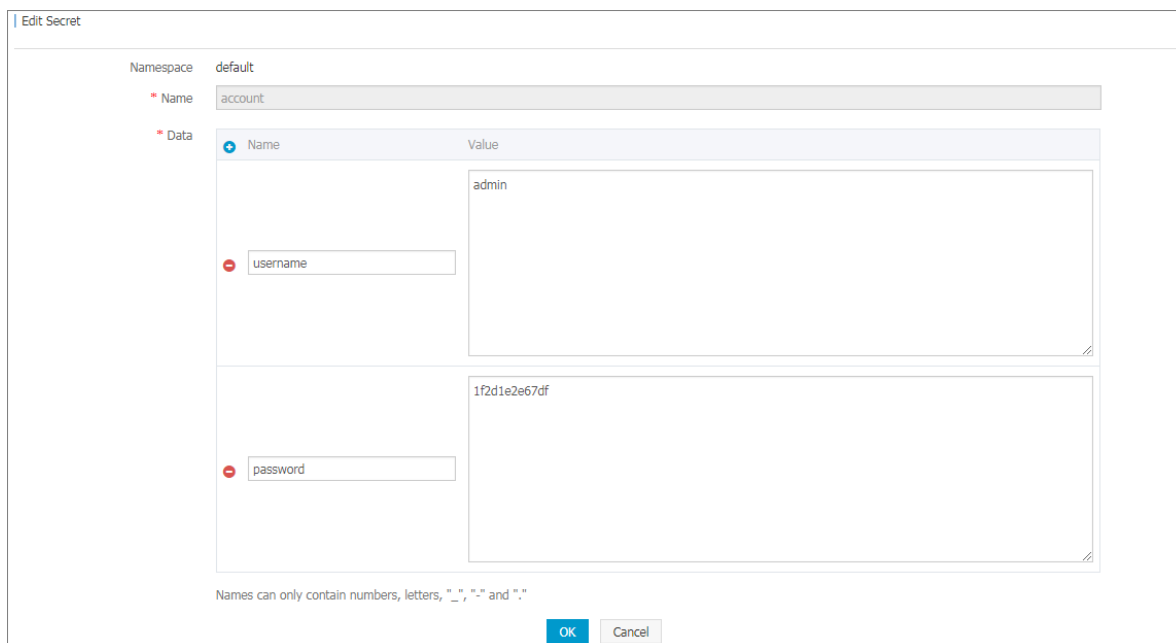 Edit Secret
Namespace default
* Name account
* Data Name Value
username admin
password 1f2d1e2e67df
Names can only contain numbers, letters, "_", "-" and "."
OK Cancel